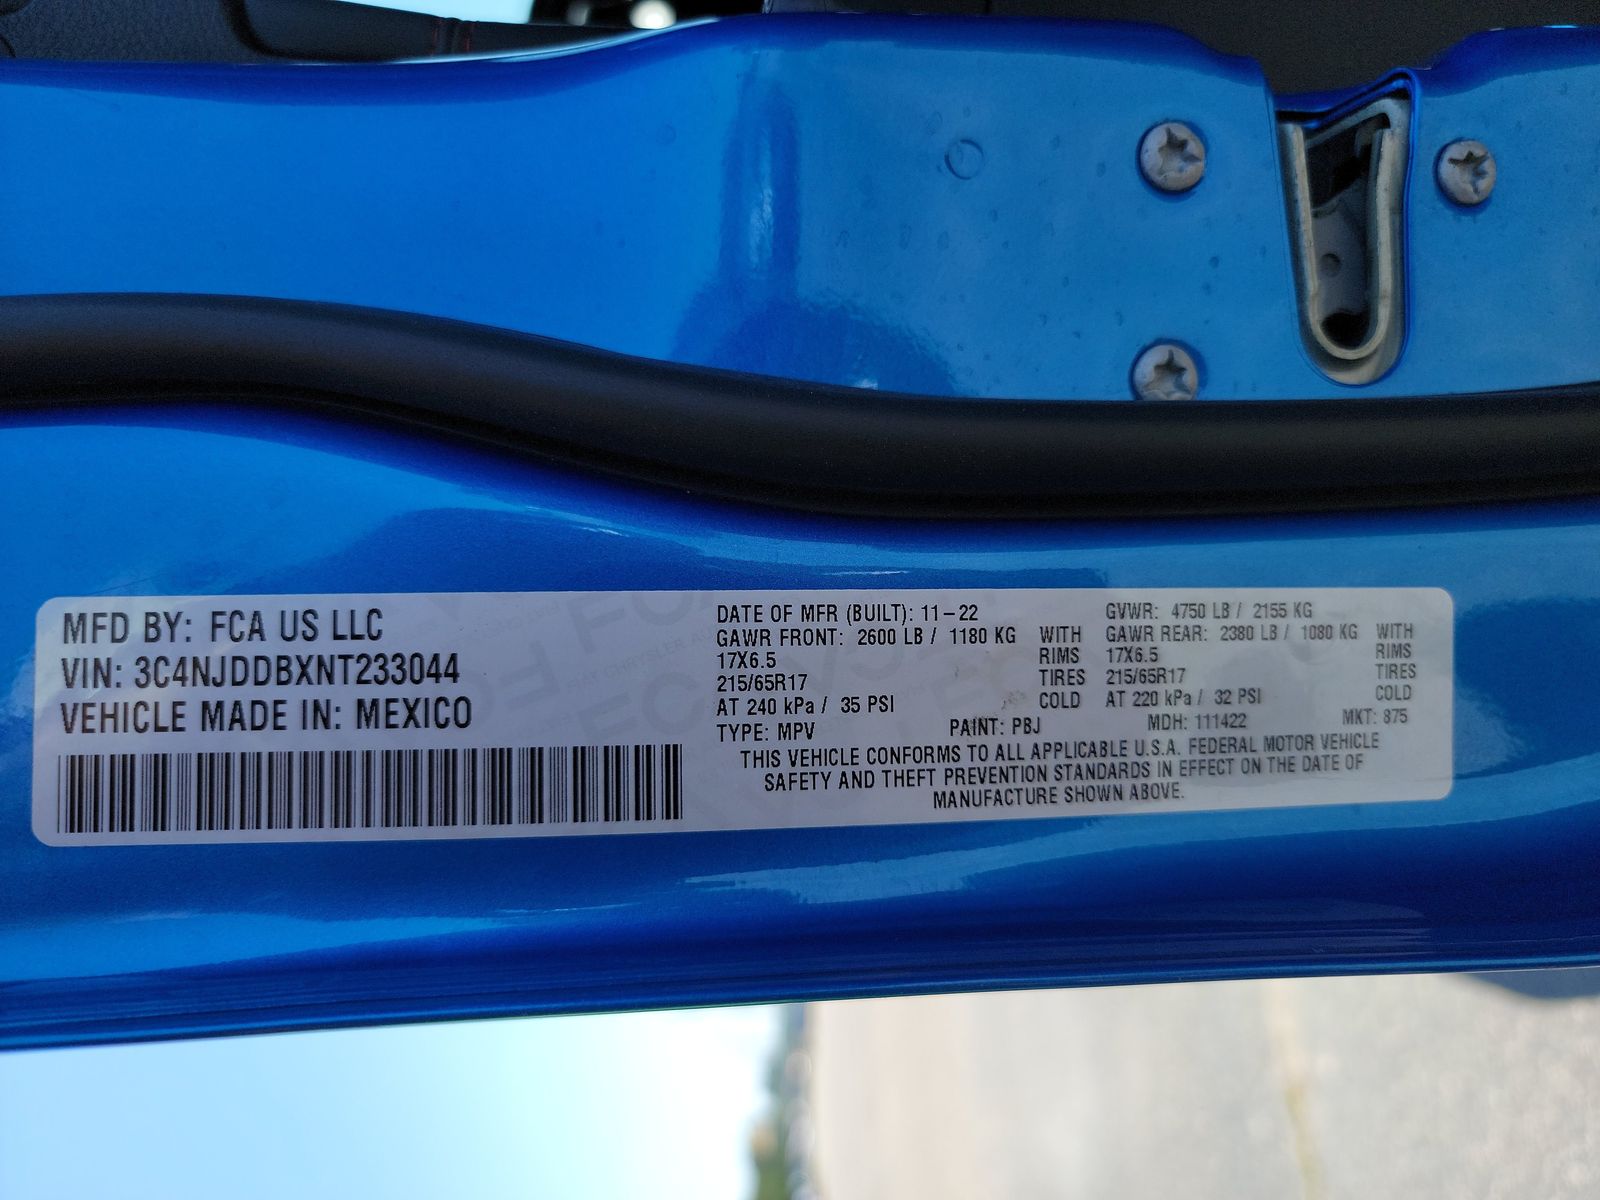 MFD BY: FCA US LLC
VIN: 3C4NJDDBXNT233044
VEHICLE MADE IN: MEXICO
DATE OF MFR (BUILT): 11-22 GVWR: 4750 LB / 2155 KG
GAWR FRONT: 2600 LB / 1180 KG WITH GAWR REAR: 2380 LB / 1080 KG WITH
17X6.5 RIMS 17X6.5 RIMS
215/65R17 TIRES 215/65R17 TIRES
AT 240 kPa / 35 PSI COLD AT 220 kPa / 32 PSI COLD
TYPE: MPV PAINT: PBJ MDH: 111422 MKT: 875
THIS VEHICLE CONFORMS TO ALL APPLICABLE U.S.A. FEDERAL MOTOR VEHICLE
SAFETY AND THEFT PREVENTION STANDARDS IN EFFECT ON THE DATE OF
MANUFACTURE SHOWN ABOVE.